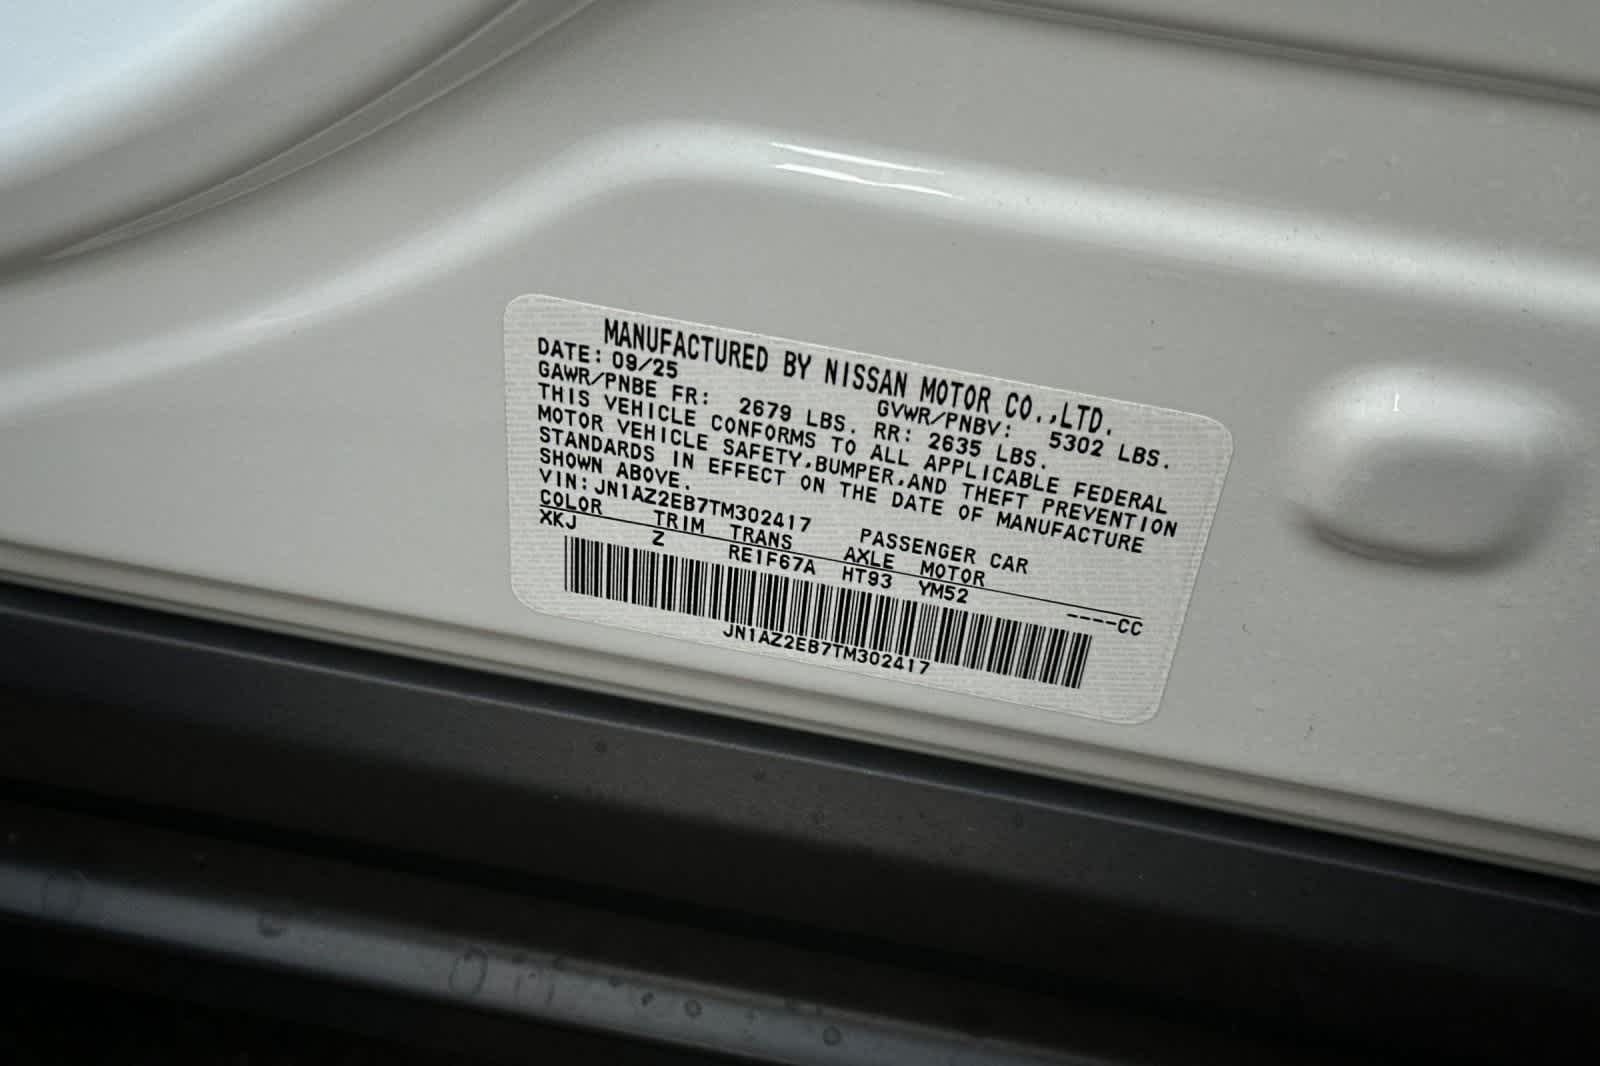 MANUFACTURED BY NISSAN MOTOR CO.,LTD.
DATE: 09/25 GVWR/PNBV: 5302 LBS.
GAWR/PNBE FR: 2679 LBS. RR: 2635 LBS.
THIS VEHICLE CONFORMS TO ALL APPLICABLE FEDERAL
MOTOR VEHICLE SAFETY,BUMPER,AND THEFT PREVENTION
STANDARDS IN EFFECT ON THE DATE OF MANUFACTURE
SHOWN ABOVE.
VIN:JN1AZ2EB7TM302417 PASSENGER CAR
COLOR TRIM TRANS AXLE MOTOR
XKJ Z RE1F67A HT93 YM52 ----CC
JN1AZ2EB7TM302417